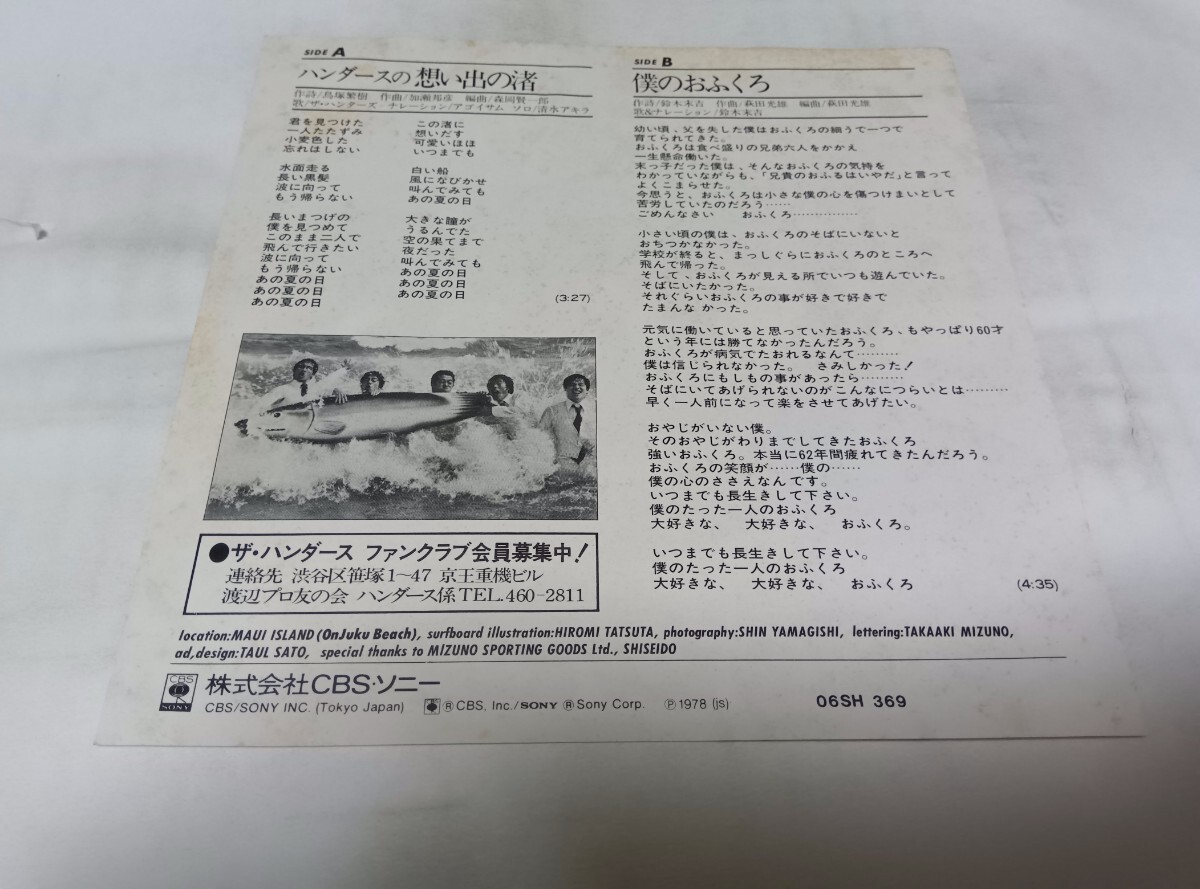 SIDE A
ハンダースの 想い出の渚
作詩/鳥塚繁樹 作曲/加瀬邦彦 編曲/森岡賢一郎
歌/ザ・ハンターズ ナレーション/アゴイサム ソロ/清水アキラ
君を見つけた
一人たたずみ
小麦色した
忘れはしない
水面走る
長い黒髪
波に向って
もう帰らない
長いまつげの
僕を見つめて
このまま二人で
飛んで行きたい
波に向って
もう帰らない
あの夏の日
あの夏の日
あの夏の日
この渚に
想いだす
可愛いほほ
いつまでも
白い船
風になびかせ
叫んでみても
あの夏の日
大きな瞳が
うるんでた
空の果てまで
夜だった
叫んでみても
あの夏の日
あの夏の日
あの夏の日
(3:27)
●ザ・ハンダース ファンクラブ会員募集中!
連絡先 渋谷区笹塚1〜47 京王重機ビル
渡辺プロ友の会 ハンダース係TEL.460-2811
SIDE B
僕のおふくろ
作詩/鈴木末吉 作曲/萩田光雄 編曲/萩田光雄
歌&ナレーション/鈴木末吉
幼い頃、父を失した僕はおふくろの細うで一つで
育てられてきた。
おふくろは食べ盛りの兄弟六人をかかえ
一生懸命働いた。
末っ子だった僕は、そんなおふくろの気持を
わかっていながらも、「兄貴のおふるはいやだ」と言って
よくこまらせた。
今思うと、おふくろは小さな僕の心を傷つけまいとして
苦労していたのだろう……
ごめんなさい おふくろ……………
小さい頃の僕は、おふくろのそばにいないと
おちつかなかった。
学校が終ると、まっしぐらにおふくろのところへ
飛んで帰った。
そして、おふくろが見える所でいつも遊んでいた。
そばにいたかった。
それぐらいおふくろの事が好きで好きで
たまんな かった。
元気に働いていると思っていたおふくろ、もやっぱり60才
という年には勝てなかったんだろう。
おふくろが病気でたおれるなんて………
僕は信じられなかった。 さみしかった!
おふくろにもしもの事があったら………
そばにいてあげられないのがこんなにつらいとは………
早く一人前になって楽をさせてあげたい。
おやじがいない僕。
そのおやじがわりまでしてきたおふくろ
強いおふくろ。本当に62年間疲れてきたんだろう。
おふくろの笑顔が……僕の……
僕の心のささえなんです。
いつまでも長生きして下さい。
僕のたった一人のおふくろ
大好きな、 大好きな、 おふくろ。
いつまでも長生きして下さい。
僕のたった一人のおふくろ
大好きな、 大好きな、 おふくろ
(4:35)
location:MAUI ISLAND(OnJuku Beach), surfboard illustration:HIROMI TATSUTA, photography:SHIN YAMAGISHI, lettering:TAKAAKI MIZUNO,
ad,design:TAUL SATO, special thanks to MIZUNO SPORTING GOODS Ltd., SHISEIDO
CBS
SONY
株式会社CBS・ソニー
CBS/SONY INC. (Tokyo Japan) ®CBS, Inc./SONY ®Sony Corp. ℗1978 (js)
06SH 369